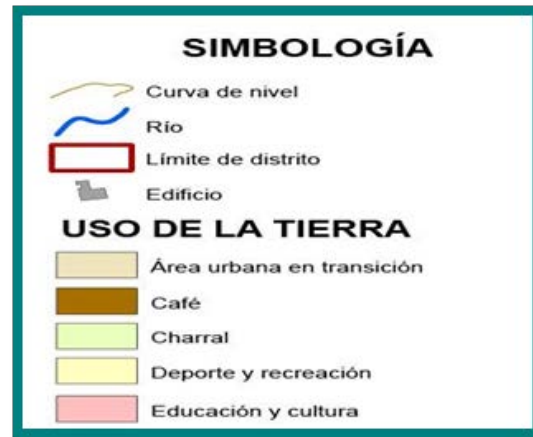 SIMBOLOGÍA
Curva de nivel
Río
Límite de distrito
Edificio
USO DE LA TIERRA
Área urbana en transición
Café
Charral
Deporte y recreación
Educación y cultura